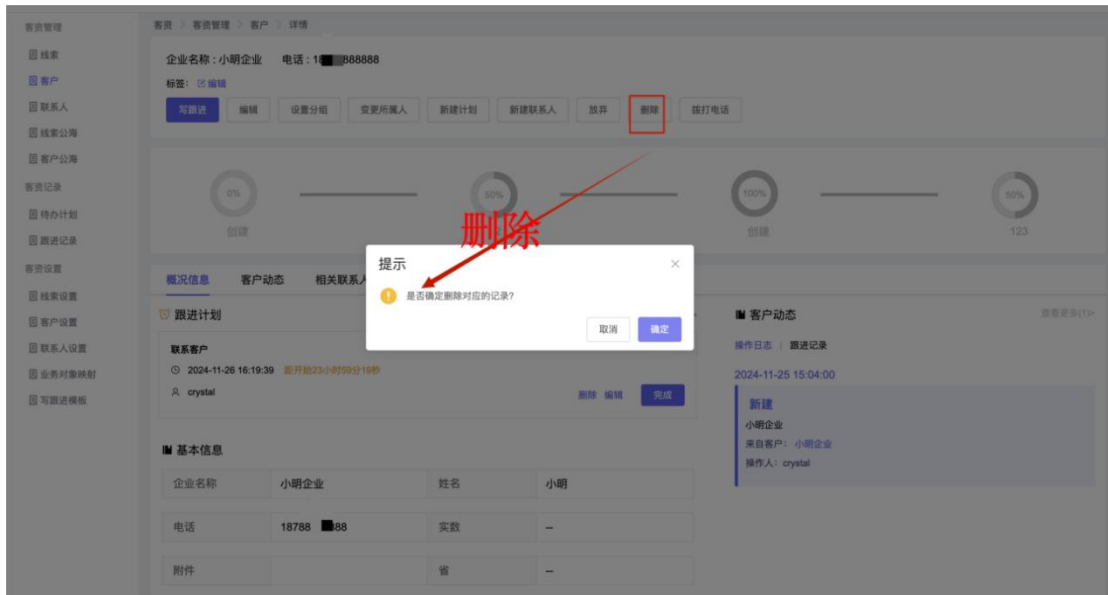 客资管理
线索
客户
联系人
线索公海
客户公海
客资记录
待办计划
跟进记录
客资设置
线索设置
客户设置
联系人设置
业务对象映射
写跟进模板
客资 > 客资管理 > 客户 > 详情
企业名称：小明企业 电话：18 888888
标签： 编辑
写跟进 编辑 设置分组 变更所属人 新建计划 新建联系人 放弃 删除 拨打电话
0% 50% 100% 50%
创建 创建 123
删除
提示
是否确定删除对应的记录?
取消 确定
概况信息 客户动态 相关联系人
跟进计划
联系客户
2024-11-26 16:19:39 距开始23小时59分19秒
crystal
删除 编辑 完成
基本信息
企业名称 小明企业 姓名 小明
电话 18788 888 实数 --
附件 省 --
客户动态 查看更多(1)>
操作日志 | 跟进记录
2024-11-25 15:04:00
新建
小明企业
来自客户： 小明企业
操作人：crystal